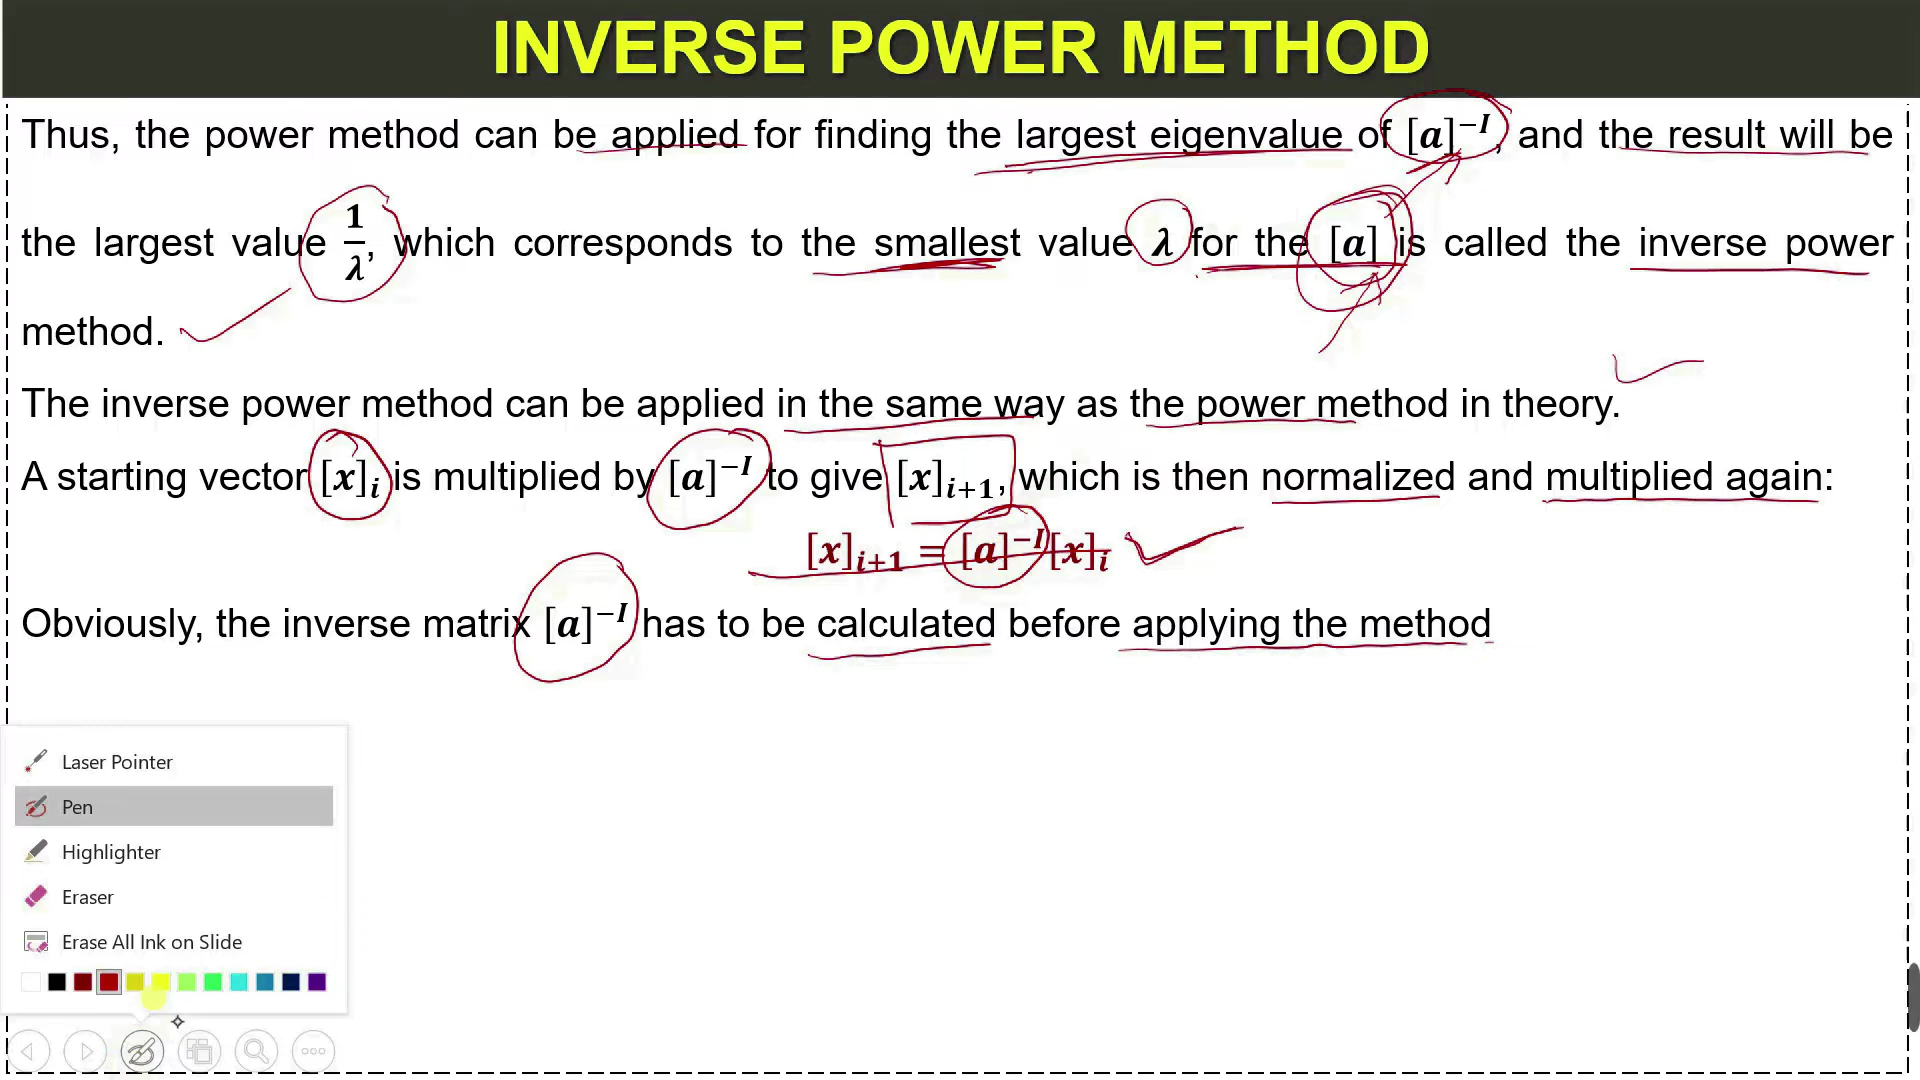 INVERSE POWER METHOD
Thus, the power method can be applied for finding the largest eigenvalue of [a]⁻ᴵ, and the result will be
the largest value 1/λ, which corresponds to the smallest value λ for the [a] is called the inverse power
method.
The inverse power method can be applied in the same way as the power method in theory.
A starting vector [x]ᵢ is multiplied by [a]⁻ᴵ to give [x]ᵢ₊₁, which is then normalized and multiplied again:
[x]ᵢ₊₁ = [a]⁻ᴵ[x]ᵢ
Obviously, the inverse matrix [a]⁻ᴵ has to be calculated before applying the method
Laser Pointer
Pen
Highlighter
Eraser
Erase All Ink on Slide